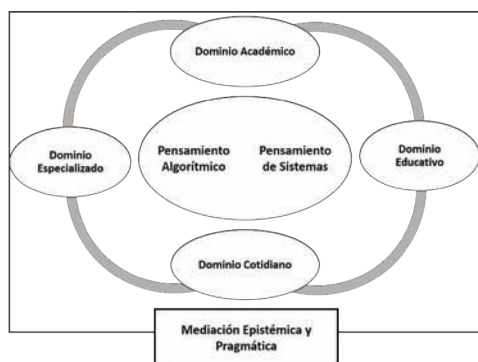 Dominio Académico
Dominio
Especializado
Pensamiento
Algorítmico
Pensamiento
de Sistemas
Dominio
Educativo
Dominio Cotidiano
Mediación Epistémica y
Pragmática